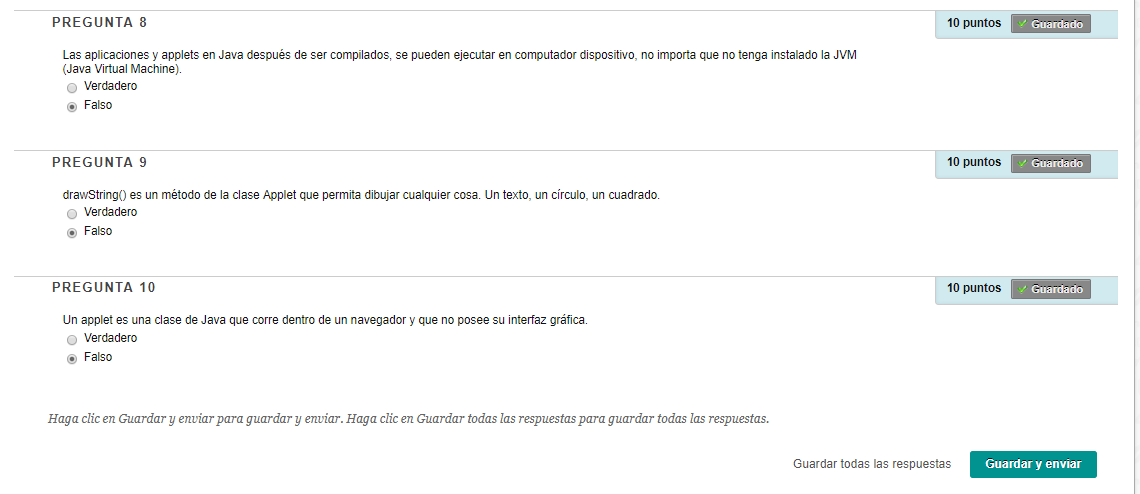 PREGUNTA 8
10 puntos
Guardado
Las aplicaciones y applets en Java después de ser compilados, se pueden ejecutar en computador dispositivo, no importa que no tenga instalado la JVM
(Java Virtual Machine).
Verdadero
Falso
PREGUNTA 9
10 puntos
Guardado
drawString() es un método de la clase Applet que permita dibujar cualquier cosa. Un texto, un círculo, un cuadrado.
Verdadero
Falso
PREGUNTA 10
10 puntos
Guardado
Un applet es una clase de Java que corre dentro de un navegador y que no posee su interfaz gráfica.
Verdadero
Falso
Haga clic en Guardar y enviar para guardar y enviar. Haga clic en Guardar todas las respuestas para guardar todas las respuestas.
Guardar todas las respuestas
Guardar y enviar